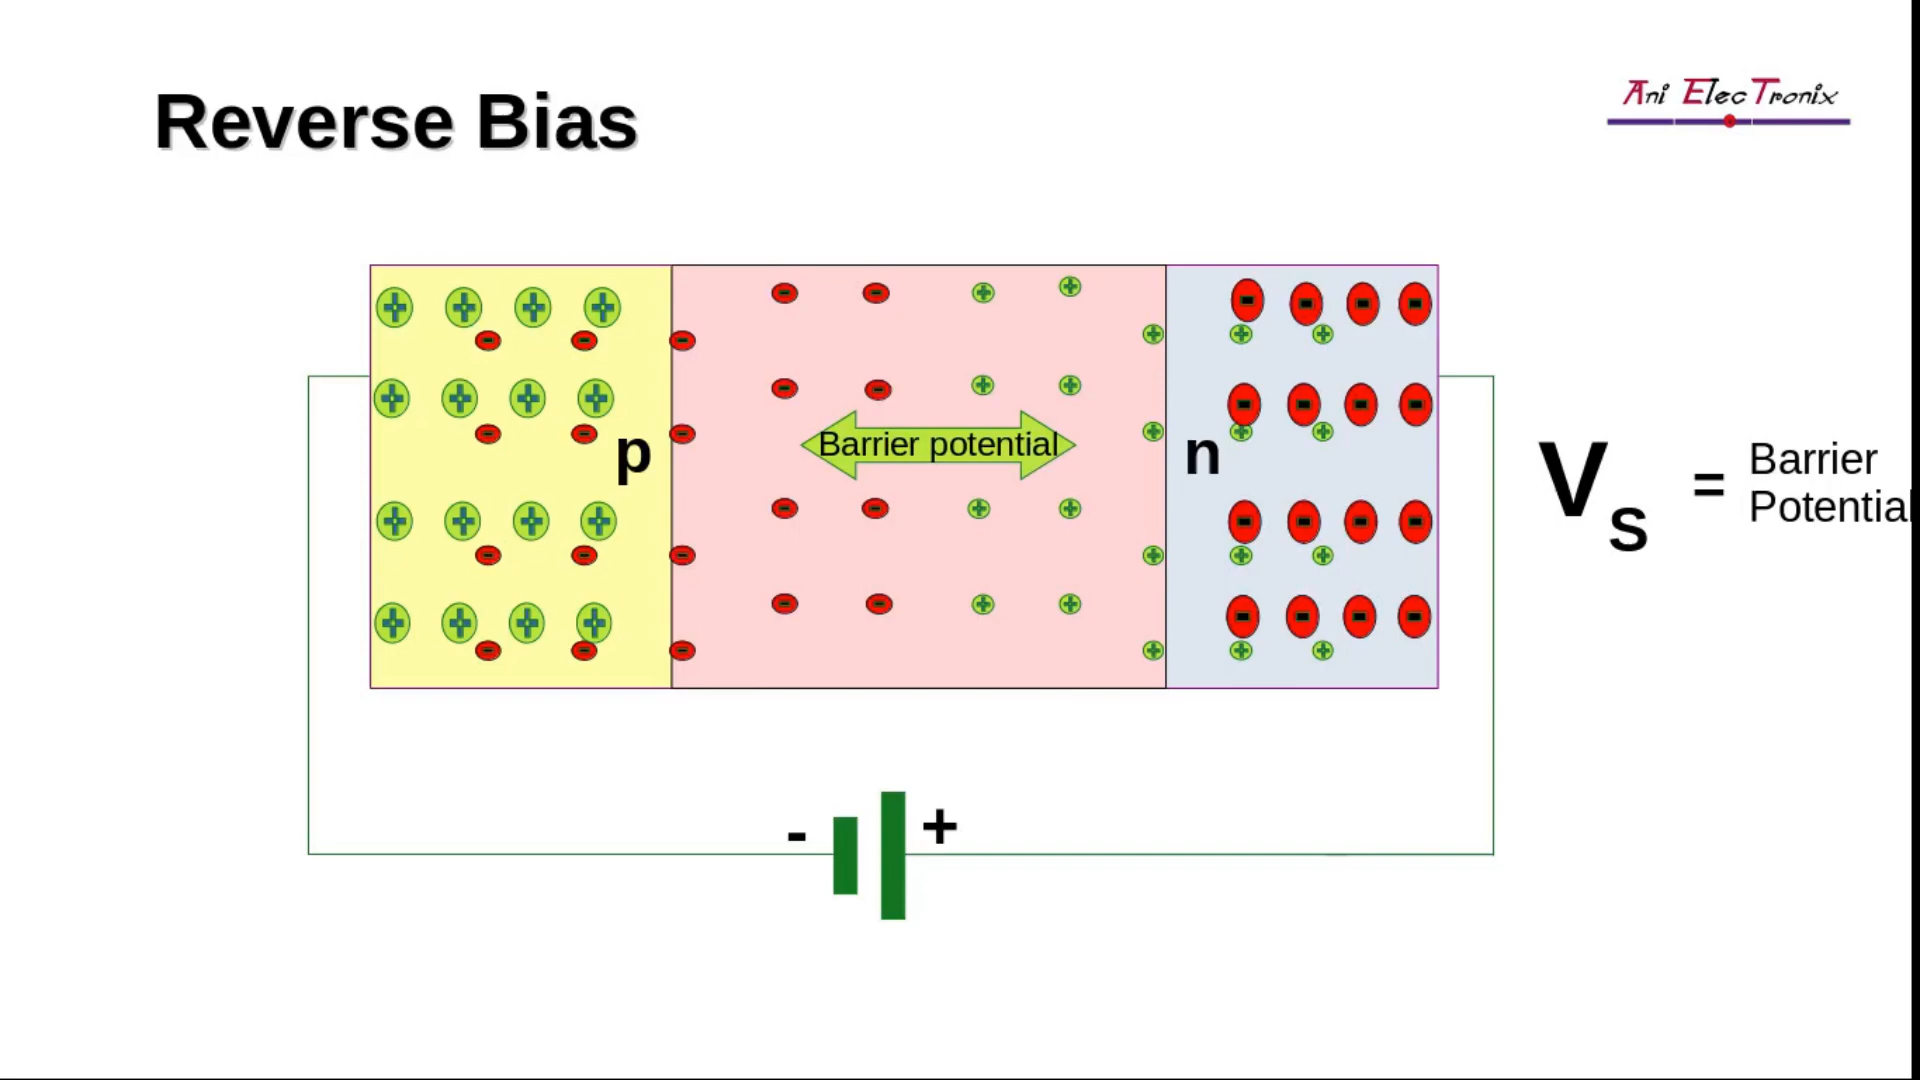 Reverse Bias
Ani ElecTronix
Barrier potential
p
n
VS = Barrier
Potential
- +